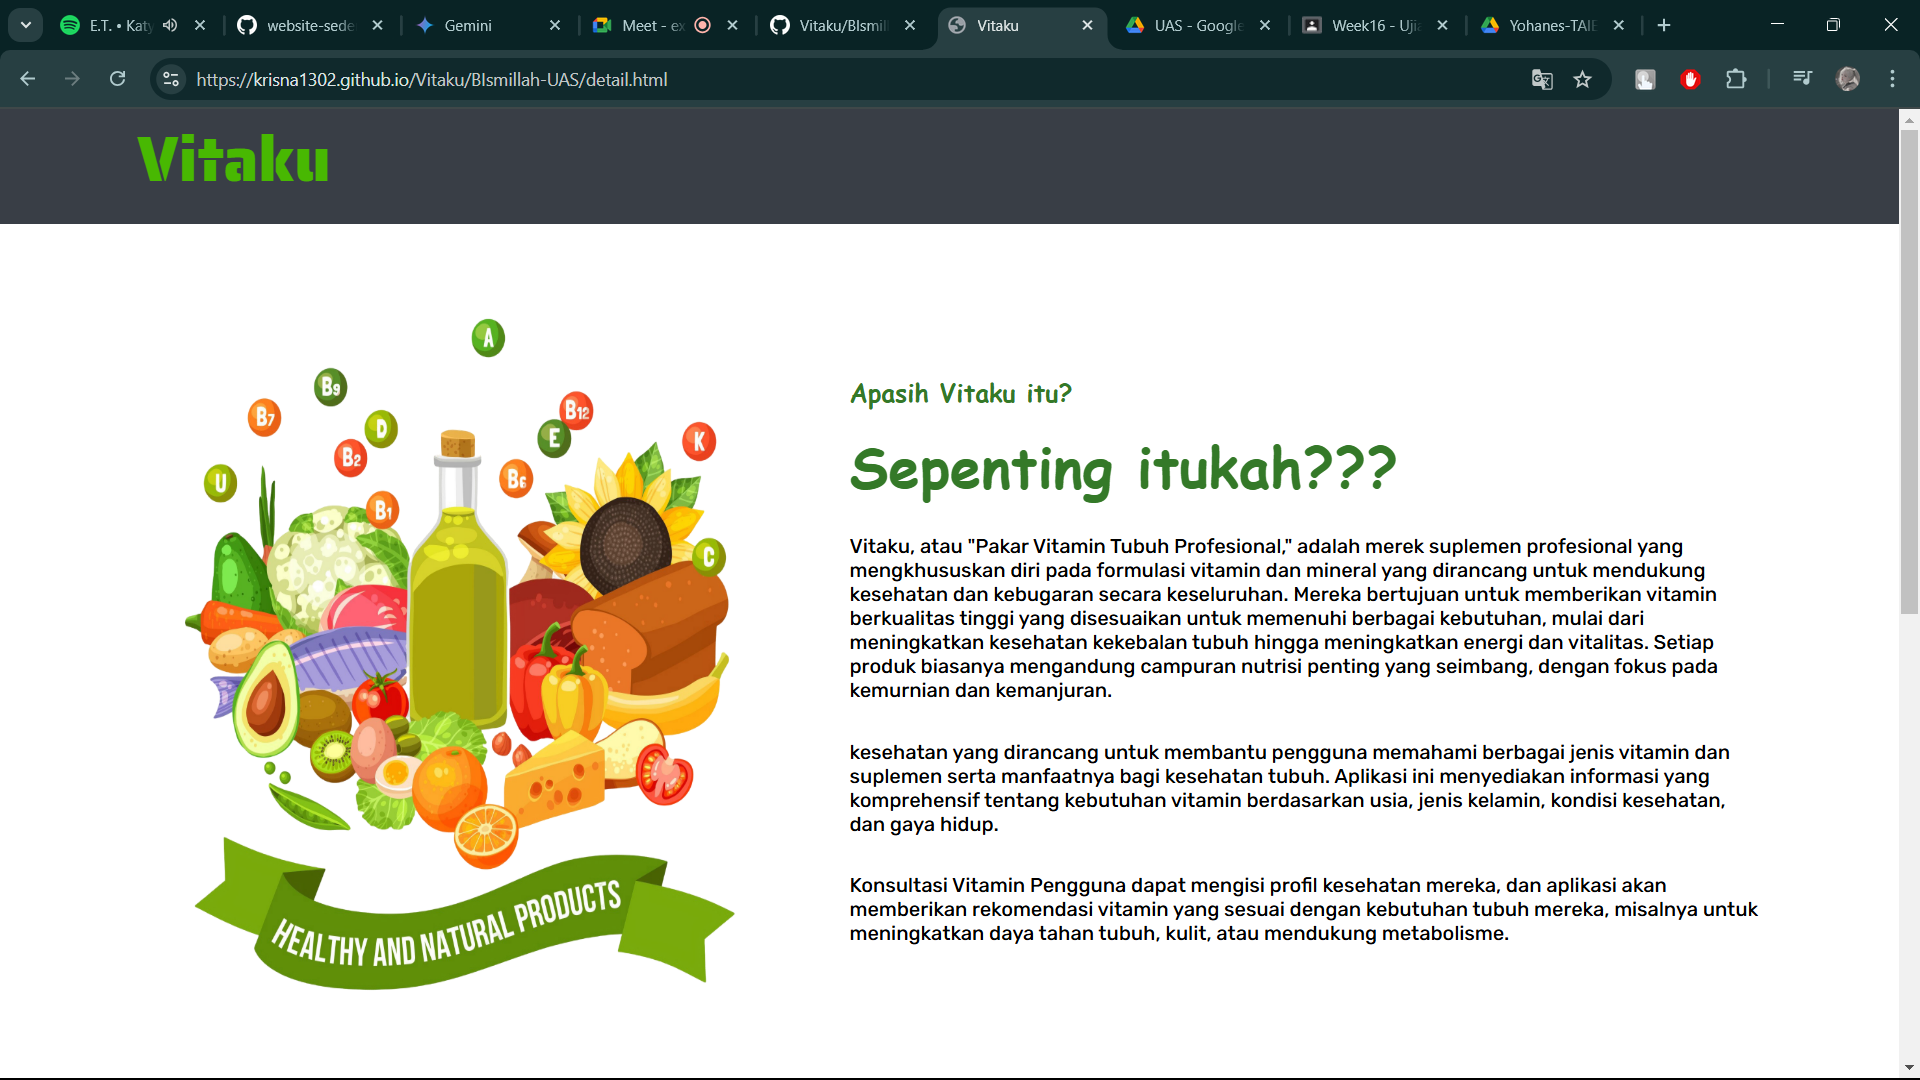 E.T. • Katy
website-sede
Gemini
Meet - ex
Vitaku/BIsmil
Vitaku
UAS - Google
Week16 - Uji
Yohanes-TAIE
https://krisna1302.github.io/Vitaku/BIsmillah-UAS/detail.html
Vitaku
A
B9
B7
D
B12
E
K
B2
B6
U
B1
C
HEALTHY AND NATURAL PRODUCTS
Apasih Vitaku itu?
Sepenting itukah???
Vitaku, atau "Pakar Vitamin Tubuh Profesional," adalah merek suplemen profesional yang
mengkhususkan diri pada formulasi vitamin dan mineral yang dirancang untuk mendukung
kesehatan dan kebugaran secara keseluruhan. Mereka bertujuan untuk memberikan vitamin
berkualitas tinggi yang disesuaikan untuk memenuhi berbagai kebutuhan, mulai dari
meningkatkan kesehatan kekebalan tubuh hingga meningkatkan energi dan vitalitas. Setiap
produk biasanya mengandung campuran nutrisi penting yang seimbang, dengan fokus pada
kemurnian dan kemanjuran.
kesehatan yang dirancang untuk membantu pengguna memahami berbagai jenis vitamin dan
suplemen serta manfaatnya bagi kesehatan tubuh. Aplikasi ini menyediakan informasi yang
komprehensif tentang kebutuhan vitamin berdasarkan usia, jenis kelamin, kondisi kesehatan,
dan gaya hidup.
Konsultasi Vitamin Pengguna dapat mengisi profil kesehatan mereka, dan aplikasi akan
memberikan rekomendasi vitamin yang sesuai dengan kebutuhan tubuh mereka, misalnya untuk
meningkatkan daya tahan tubuh, kulit, atau mendukung metabolisme.